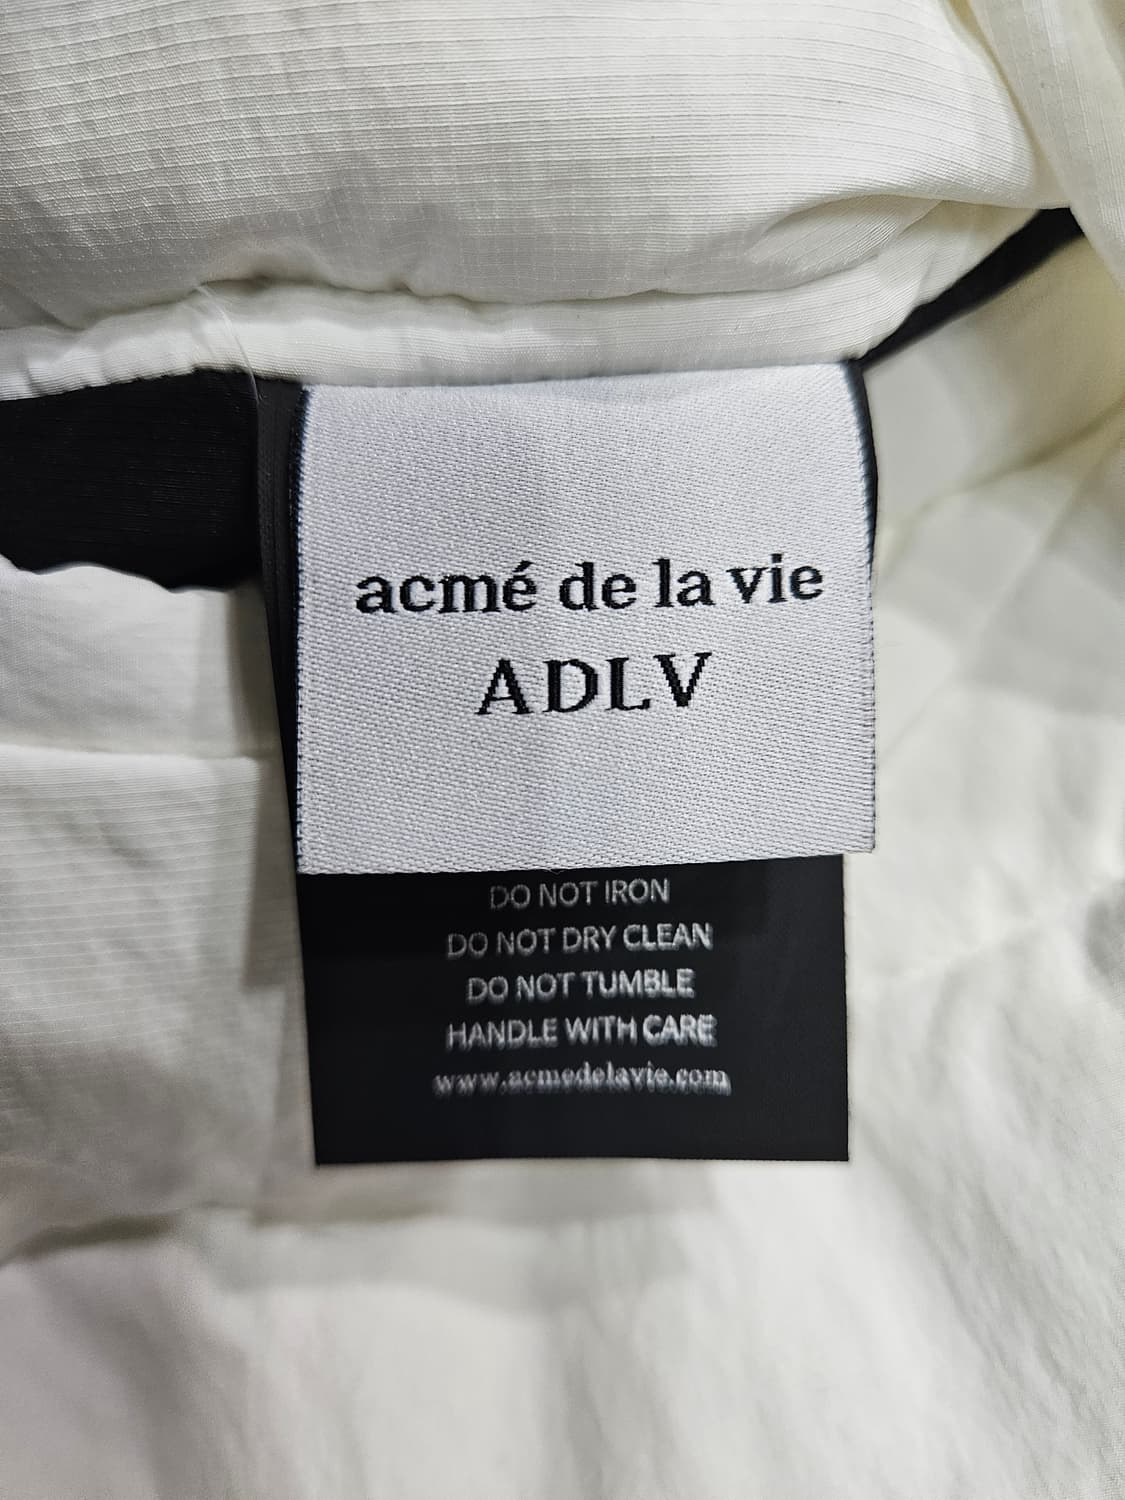 acmé de la vie
ADLV
DO NOT IRON
DO NOT DRY CLEAN
DO NOT TUMBLE
HANDLE WITH CARE
www.acmedelavie.com